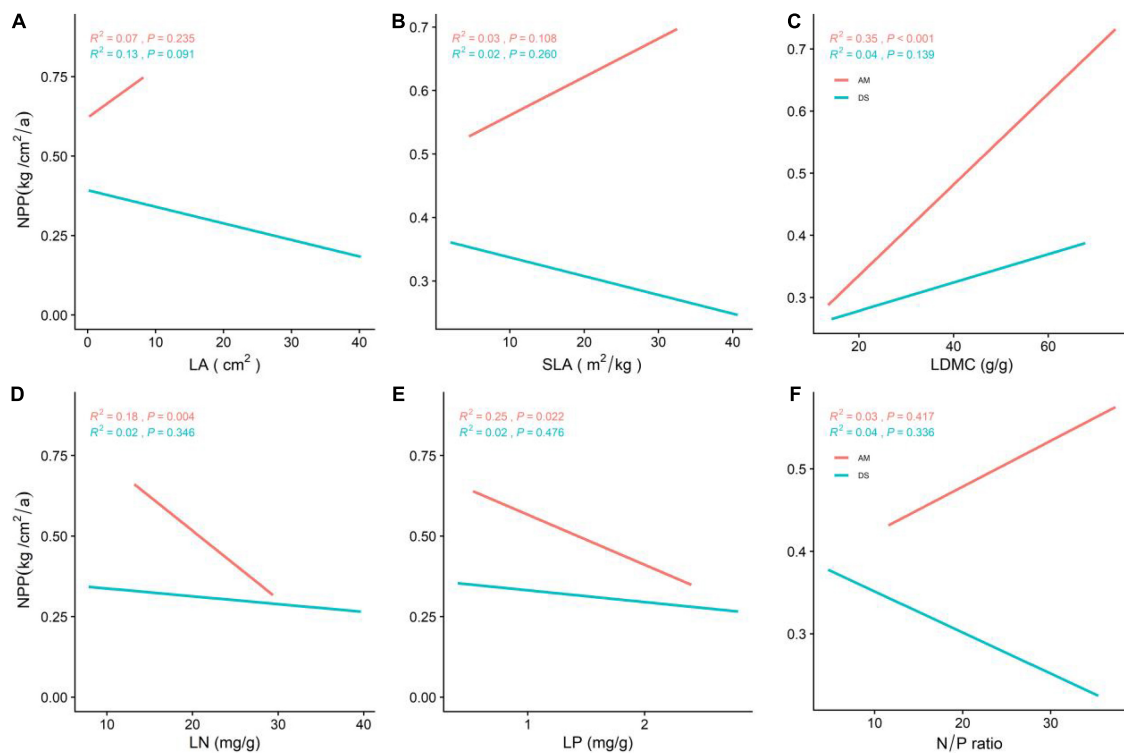 A
R² = 0.07 , P = 0.235
R² = 0.13 , P = 0.091
0.75
0.50
0.25
0.00
NPP(kg/cm²/a)
0 10 20 30 40
LA ( cm² )
B
R² = 0.03 , P = 0.108
R² = 0.02 , P = 0.260
0.7
0.6
0.5
0.4
0.3
10 20 30 40
SLA ( m²/kg )
C
R² = 0.35 , P < 0.001
R² = 0.04 , P = 0.139
AM
DS
0.7
0.6
0.5
0.4
0.3
20 40 60
LDMC (g/g)
D
R² = 0.18 , P = 0.004
R² = 0.02 , P = 0.346
0.75
0.50
0.25
0.00
NPP(kg/cm²/a)
10 20 30 40
LN (mg/g)
E
R² = 0.25 , P = 0.022
R² = 0.02 , P = 0.476
0.75
0.50
0.25
0.00
1 2
LP (mg/g)
F
R² = 0.03 , P = 0.417
R² = 0.04 , P = 0.336
AM
DS
0.5
0.4
0.3
10 20 30
N/P ratio